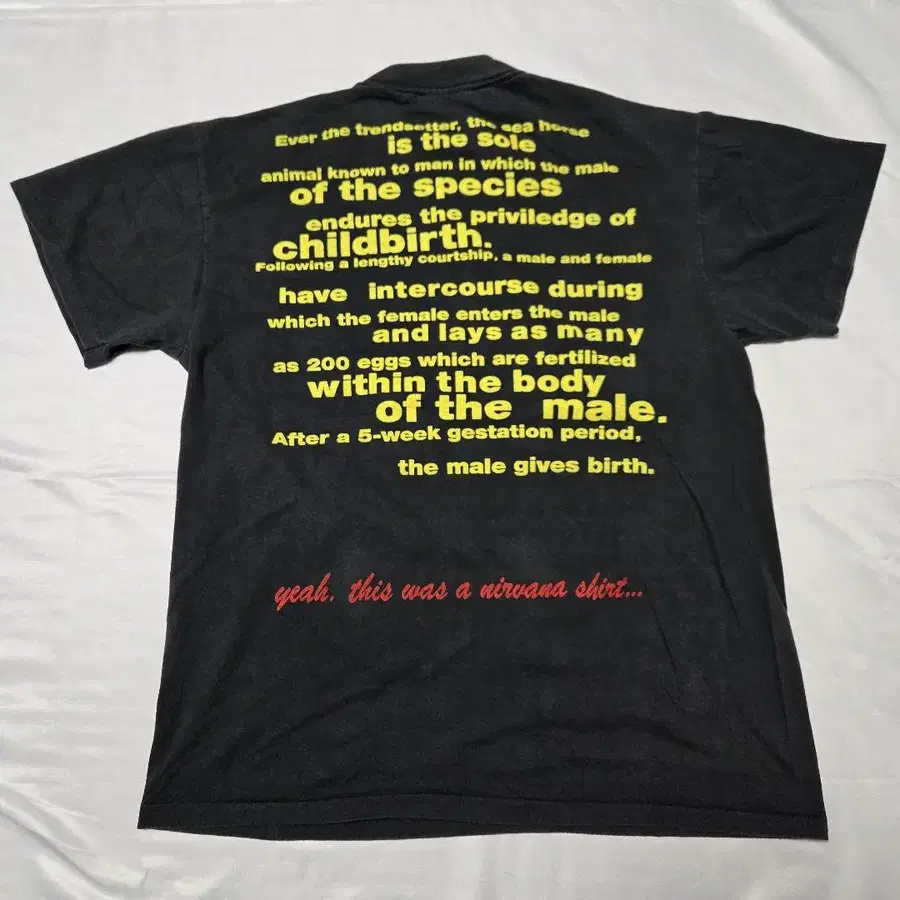 Ever the trendsetter, the sea horse
is the sole
animal known to man in which the male
of the species
endures the priviledge of
childbirth.
Following a lengthy courtship, a male and female
have intercourse during
which the female enters the male
and lays as many
as 200 eggs which are fertilized
within the body
of the male.
After a 5-week gestation period,
the male gives birth.
yeah, this was a nirvana shirt...